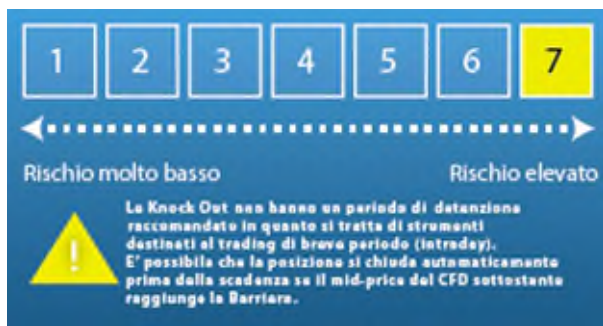 1 2 3 4 5 6 7
Rischio molto basso Rischio elevato
Le Knock Out non hanno un periodo di detenzione
raccomandato in quanto si tratta di strumenti
destinati al trading di breve periodo (intraday).
E' possibile che la posizione si chiuda automaticamente
prima della scadenza se il mid-price del CFD sottostante
raggiunge la Barriera.
!